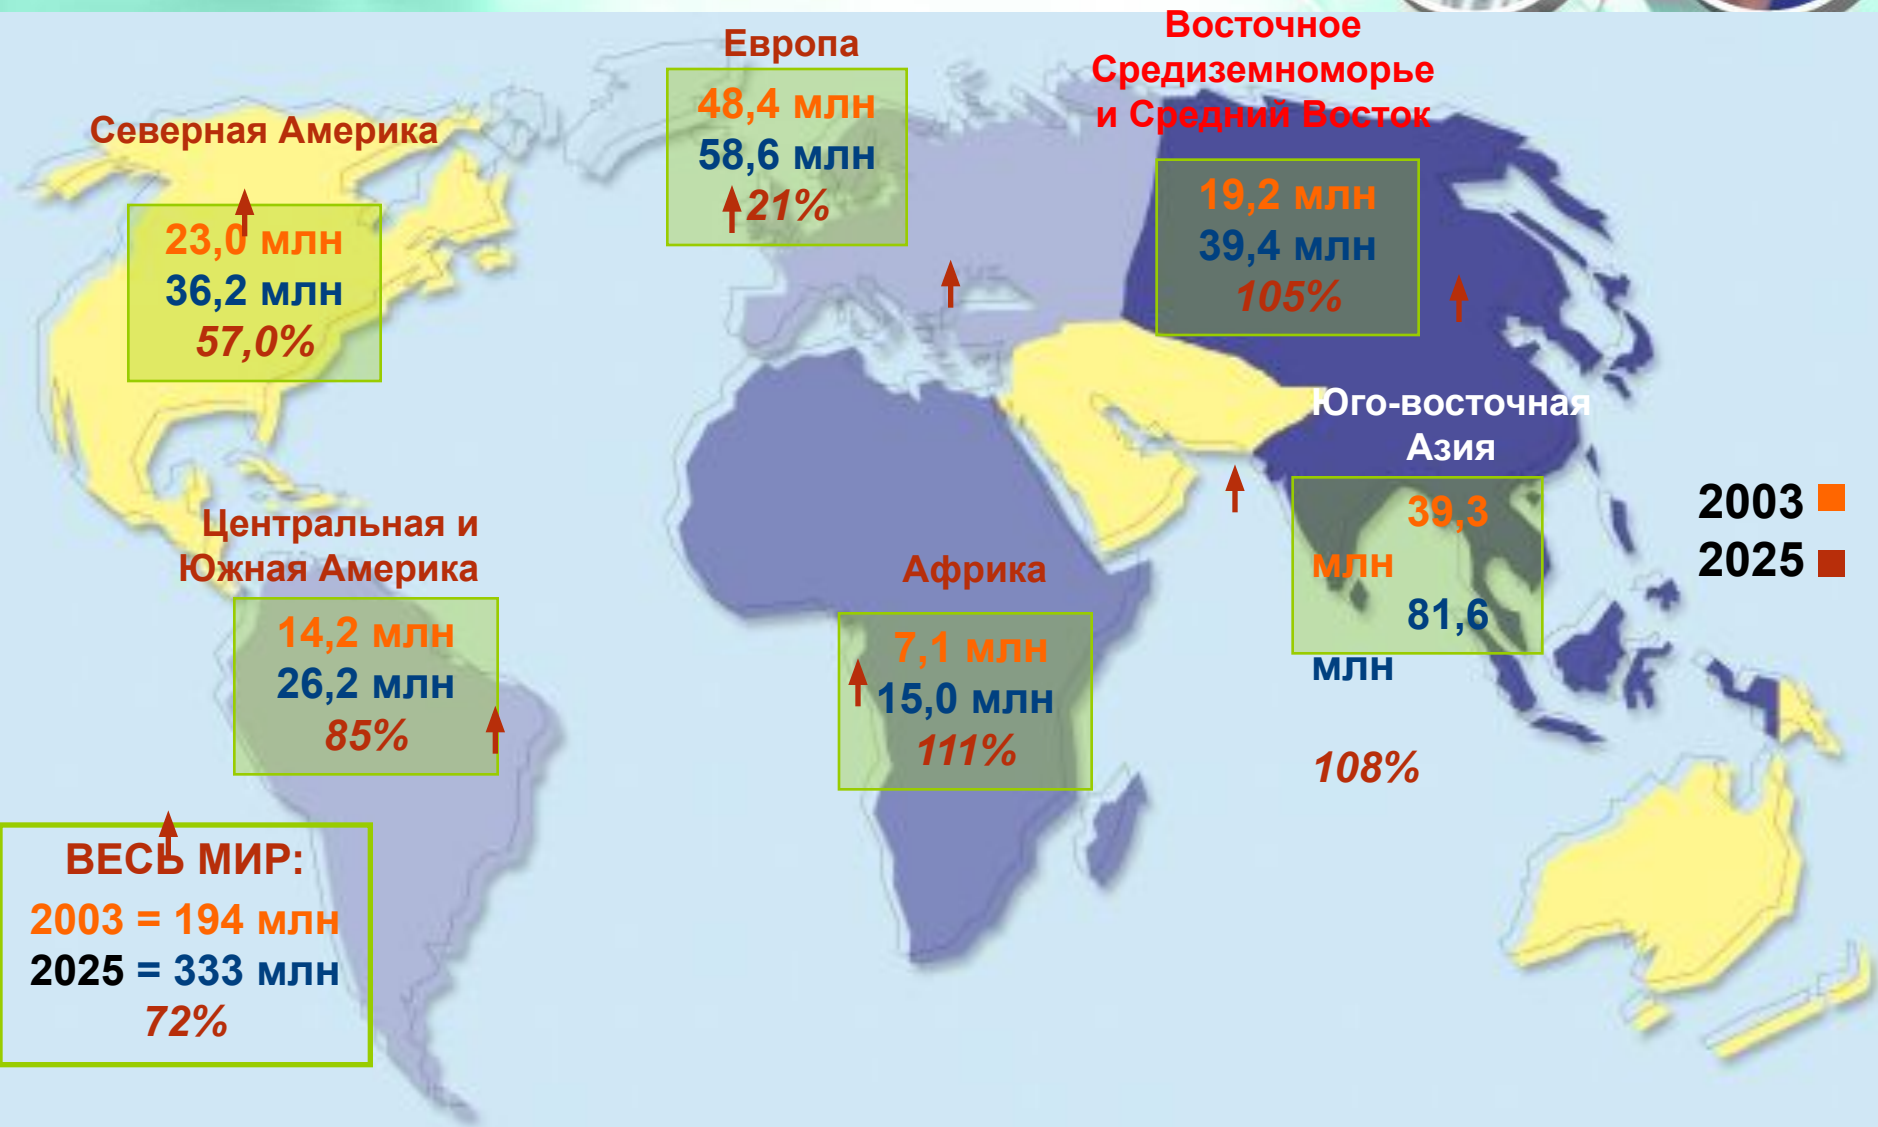 Восточное
Средиземноморье
и Средний Восток
19,2 млн
39,4 млн
105%
Европа
48,4 млн
58,6 млн
21%
Северная Америка
23,0 млн
36,2 млн
57,0%
Юго-восточная
Азия
39,3
млн
81,6
млн
108%
2003
2025
Центральная и
Южная Америка
14,2 млн
26,2 млн
85%
Африка
7,1 млн
15,0 млн
111%
ВЕСЬ МИР:
2003 = 194 млн
2025 = 333 млн
72%